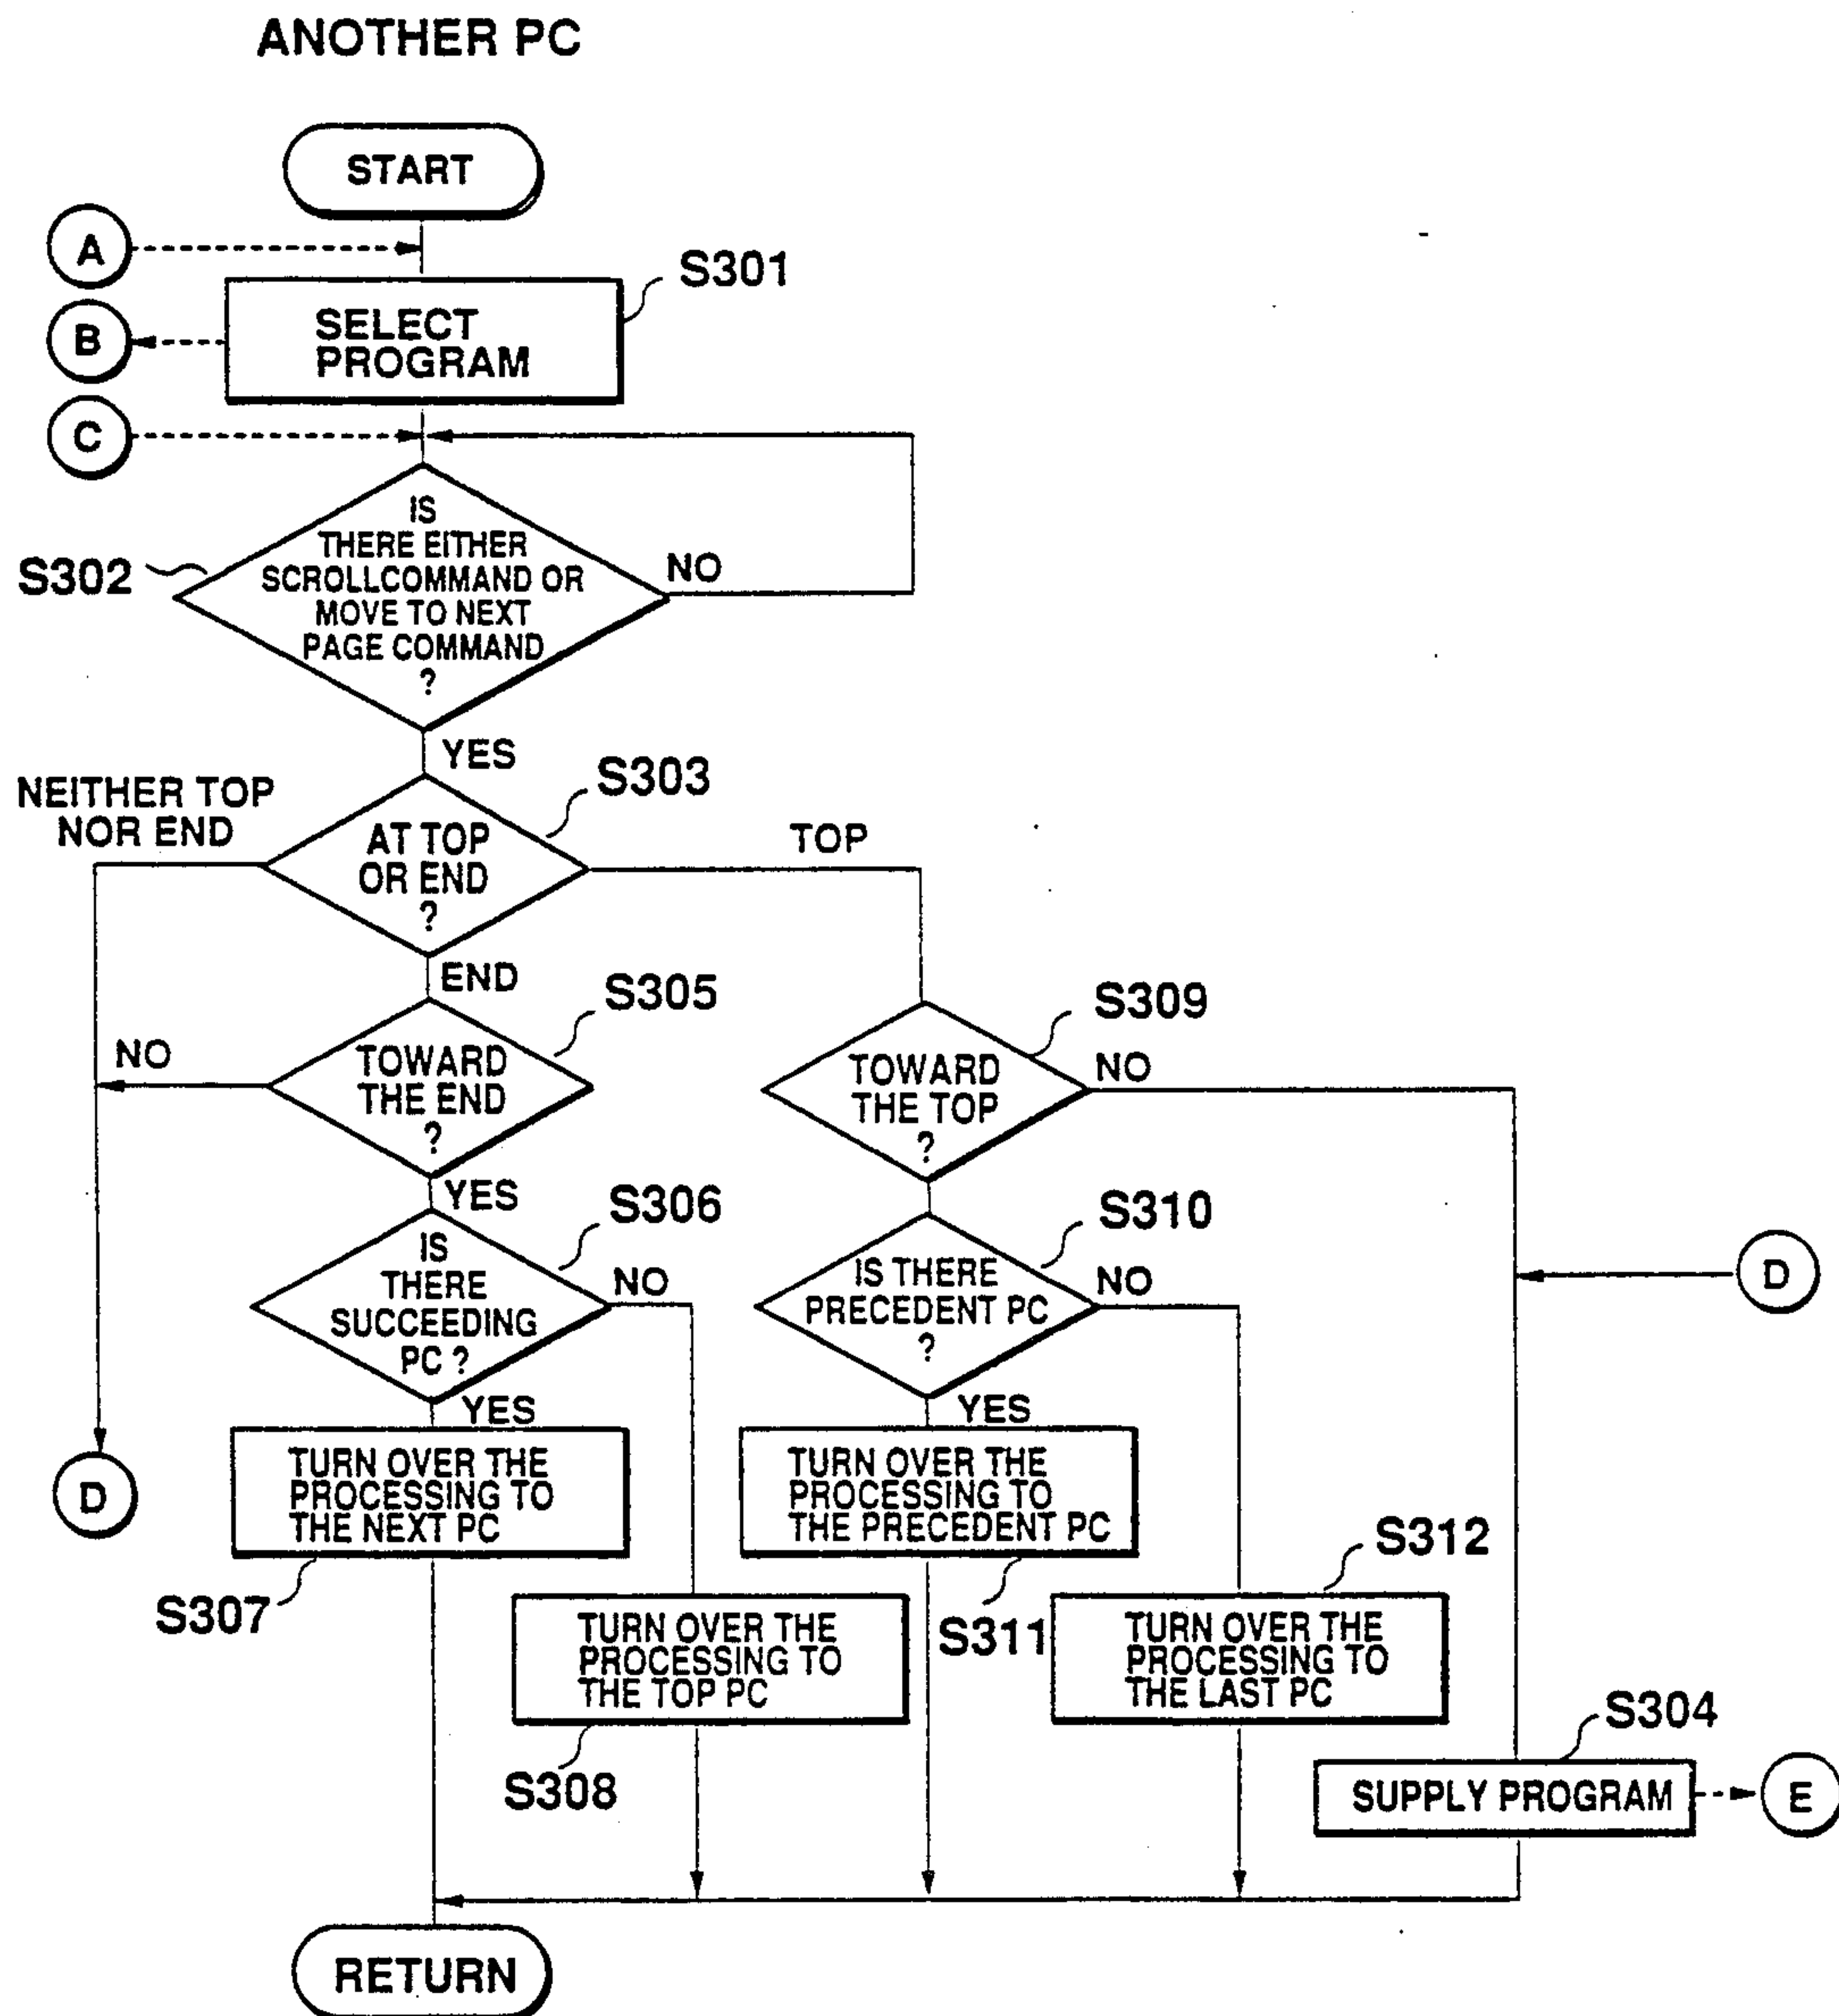 ANOTHER PC
START
A
S301
SELECT
PROGRAM
B
C
IS
THERE EITHER
SCROLLCOMMAND OR
MOVE TO NEXT
PAGE COMMAND
?
S302
NO
YES
S303
NEITHER TOP
NOR END
AT TOP
OR END
?
TOP
END
S305
S309
NO
TOWARD
THE END
?
TOWARD
THE TOP
?
NO
YES
S306
S310
IS
THERE
SUCCEEDING
PC ?
NO
IS THERE
PRECEDENT PC
?
NO
D
YES
YES
D
TURN OVER THE
PROCESSING TO
THE NEXT PC
TURN OVER THE
PROCESSING TO
THE PRECEDENT PC
S307
S311
S312
TURN OVER THE
PROCESSING TO
THE TOP PC
TURN OVER THE
PROCESSING TO
THE LAST PC
S308
S304
SUPPLY PROGRAM
E
RETURN